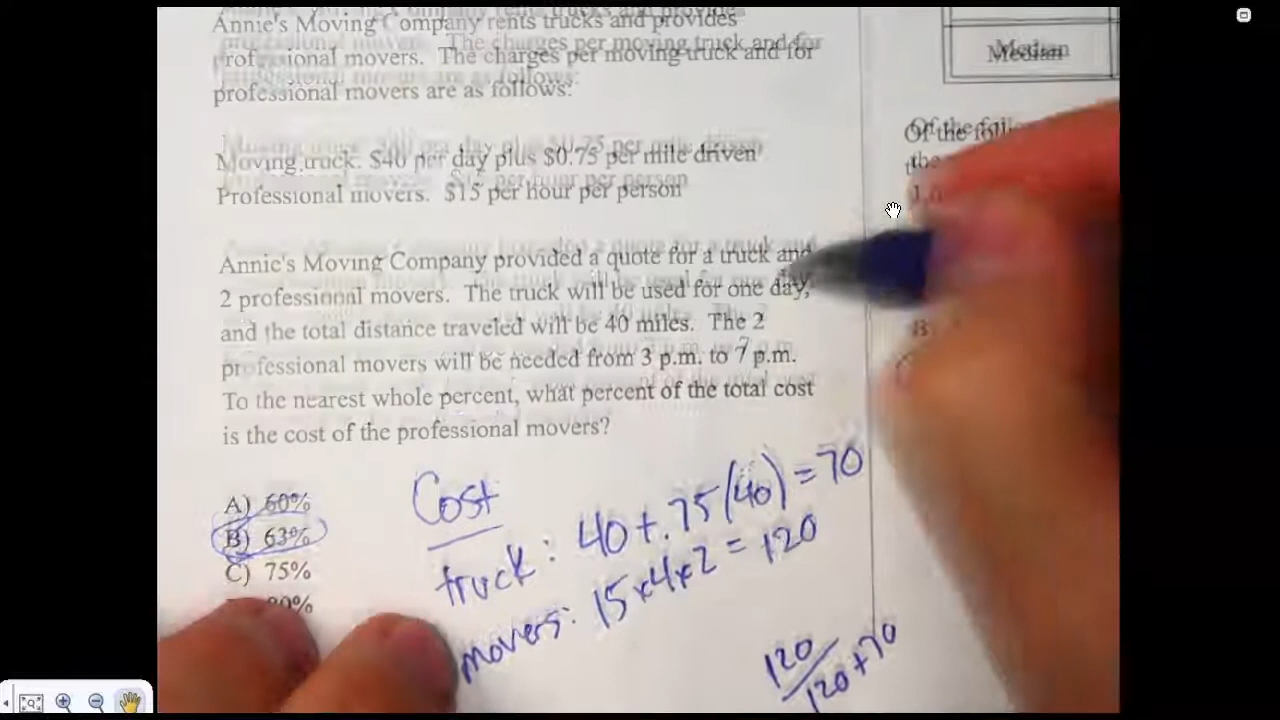 Annie's Moving Company rents trucks and provides
professional movers. The charges per moving truck and for
professional movers are as follows:
Moving truck. $40 per day plus $0.75 per mile driven
Professional movers. $15 per hour per person
Annie's Moving Company provided a quote for a truck and
2 professional movers. The truck will be used for one day,
and the total distance traveled will be 40 miles. The 2
professional movers will be needed from 3 p.m. to 7 p.m.
To the nearest whole percent, what percent of the total cost
is the cost of the professional movers?
A) 60%
B) 63%
C) 75%
Cost
truck: 40+.75(40)=70
movers: 15x4x2=120
120
120+70
Median
Of the
the
B)